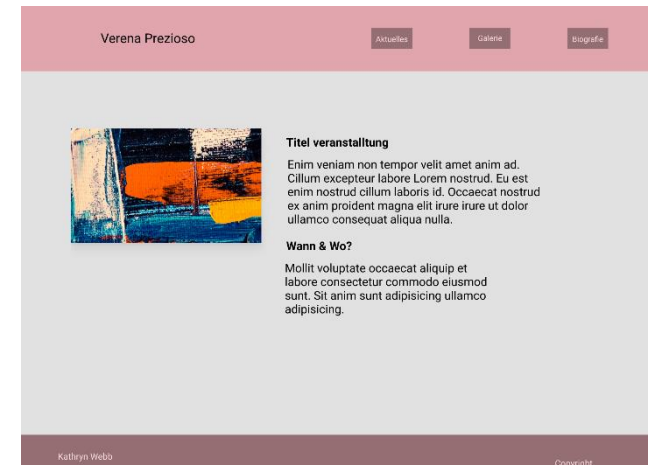 Verena Prezioso
Aktuelles
Galerie
Biografie
Titel veranstalltung
Enim veniam non tempor velit amet anim ad.
Cillum excepteur labore Lorem nostrud. Eu est
enim nostrud cillum laboris id. Occaecat nostrud
ex anim proident magna elit irure irure ut dolor
ullamco consequat aliqua nulla.
Wann & Wo?
Mollit voluptate occaecat aliquip et
labore consectetur commodo eiusmod
sunt. Sit anim sunt adipisicing ullamco
adipisicing.
Kathryn Webb
Copyright